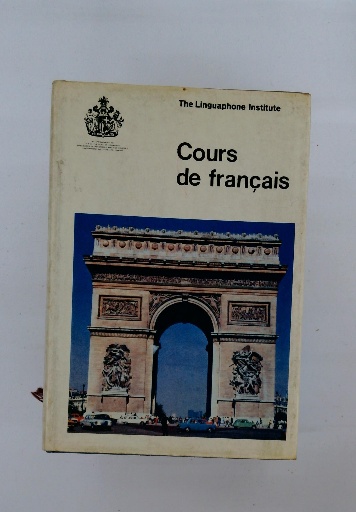 The Linguaphone Institute
Cours
de français